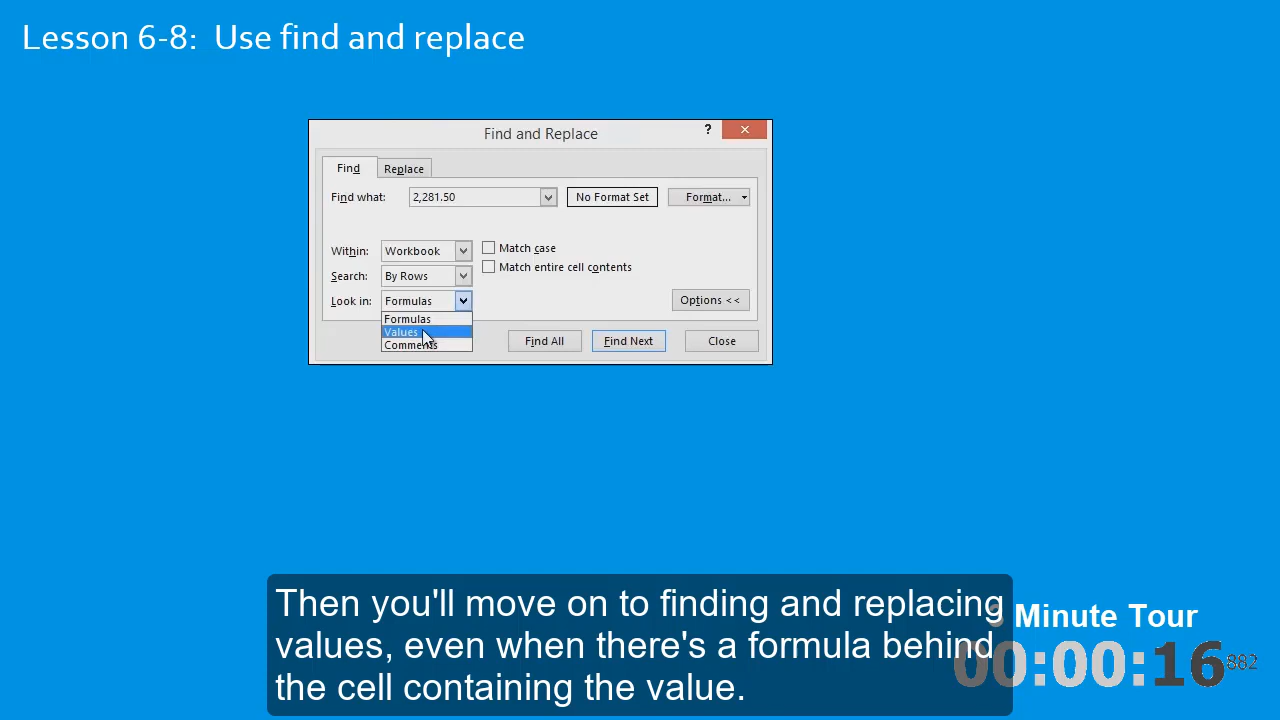 Lesson 6-8: Use find and replace
Find and Replace
?
Find Replace
Find what: 2,281.50 No Format Set Format...
Within: Workbook Match case
Search: By Rows Match entire cell contents
Look in: Formulas Options <<
Formulas
Values
Comments
Find All Find Next Close
Then you'll move on to finding and replacing
values, even when there's a formula behind
the cell containing the value.
Minute Tour
00:00:16 882